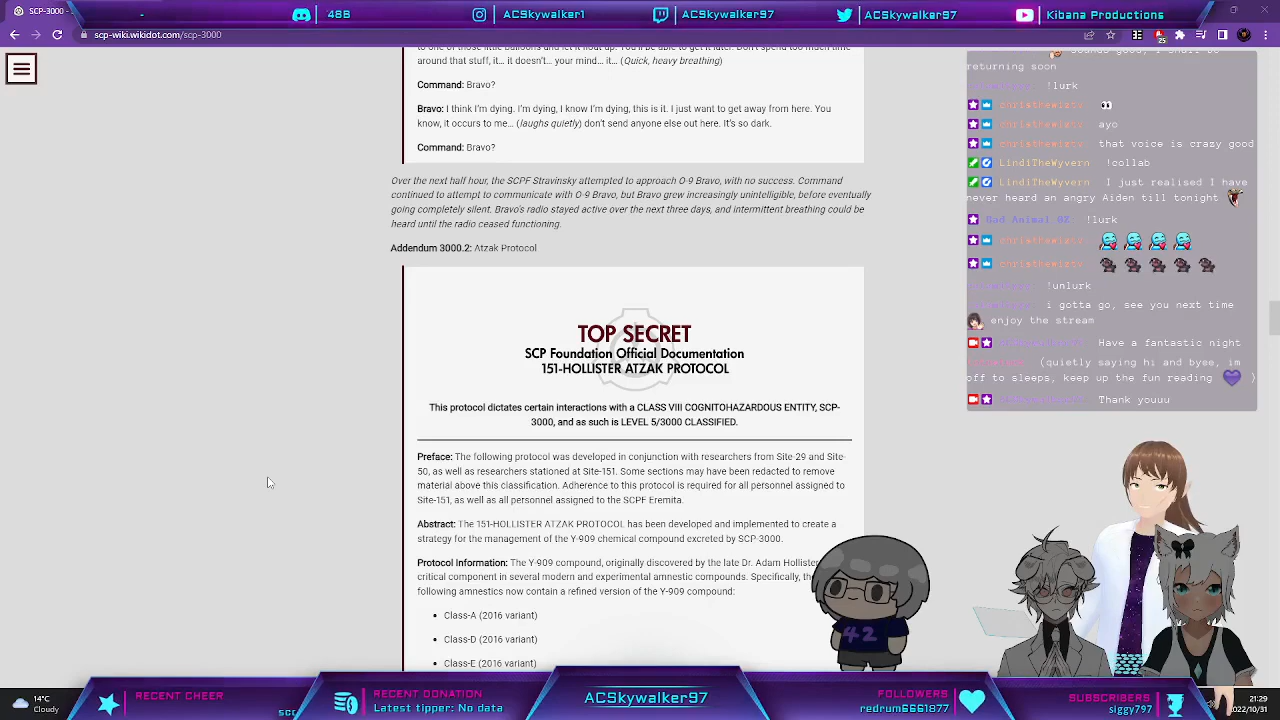 SCP-3000 -
'486
ACSkywalker1
ACSkywalker97
ACSkywalker97
Kibana Productions
scp-wiki.wikidot.com/scp-3000
25
to one of those little balloons and let it float up. You'll be able to get it later. Don't spend too much time
around that stuff, it… it doesn't… your mind… it… (Quick, heavy breathing)
Command: Bravo?
Bravo: I think I'm dying. I'm dying, I know I'm dying, this is it. I just want to get away from here. You
know, it occurs to me… (laughs quietly) don't send anyone else out here. It's so dark.
Command: Bravo?
Over the next half hour, the SCPF Stravinsky attempted to approach O-9 Bravo, with no success. Command
continued to attempt to communicate with O-9 Bravo, but Bravo grew increasingly unintelligible, before eventually
going completely silent. Bravo's radio stayed active over the next three days, and intermittent breathing could be
heard until the radio ceased functioning.
Addendum 3000.2: Atzak Protocol
TOP SECRET
SCP Foundation Official Documentation
151-HOLLISTER ATZAK PROTOCOL
This protocol dictates certain interactions with a CLASS VIII COGNITOHAZARDOUS ENTITY, SCP-
3000, and as such is LEVEL 5/3000 CLASSIFIED.
Preface: The following protocol was developed in conjunction with researchers from Site-29 and Site-
50, as well as researchers stationed at Site-151. Some sections may have been redacted to remove
material above this classification. Adherence to this protocol is required for all personnel assigned to
Site-151, as well as all personnel assigned to the SCPF Eremita.
Abstract: The 151-HOLLISTER ATZAK PROTOCOL has been developed and implemented to create a
strategy for the management of the Y-909 chemical compound excreted by SCP-3000.
Protocol Information: The Y-909 compound, originally discovered by the late Dr. Adam Hollister
critical component in several modern and experimental amnestic compounds. Specifically, the
following amnestics now contain a refined version of the Y-909 compound:
• Class-A (2016 variant)
• Class-D (2016 variant)
• Class-E (2016 variant)
sounds good, I shall be
returning soon
!lurk
christhewiztv
christhewiztv ayo
christhewiztv that voice is crazy good
LindiTheWyvern !collab
LindiTheWyvern I just realised I have
never heard an angry Aiden till tonight
!lurk
christhewiztv
christhewiztv
!unlurk
i gotta go, see you next time
enjoy the stream
Have a fantastic night
(quietly saying hi and byee, im
off to sleeps, keep up the fun reading )
Thank youuu
42
14°C
Cloudy
RECENT CHEER
RECENT DONATION
Latest tipper: No data
ACSkywalker97
FOLLOWERS
redrum6661877
SUBSCRIBERS
siggy797
21:29
2022/10/31